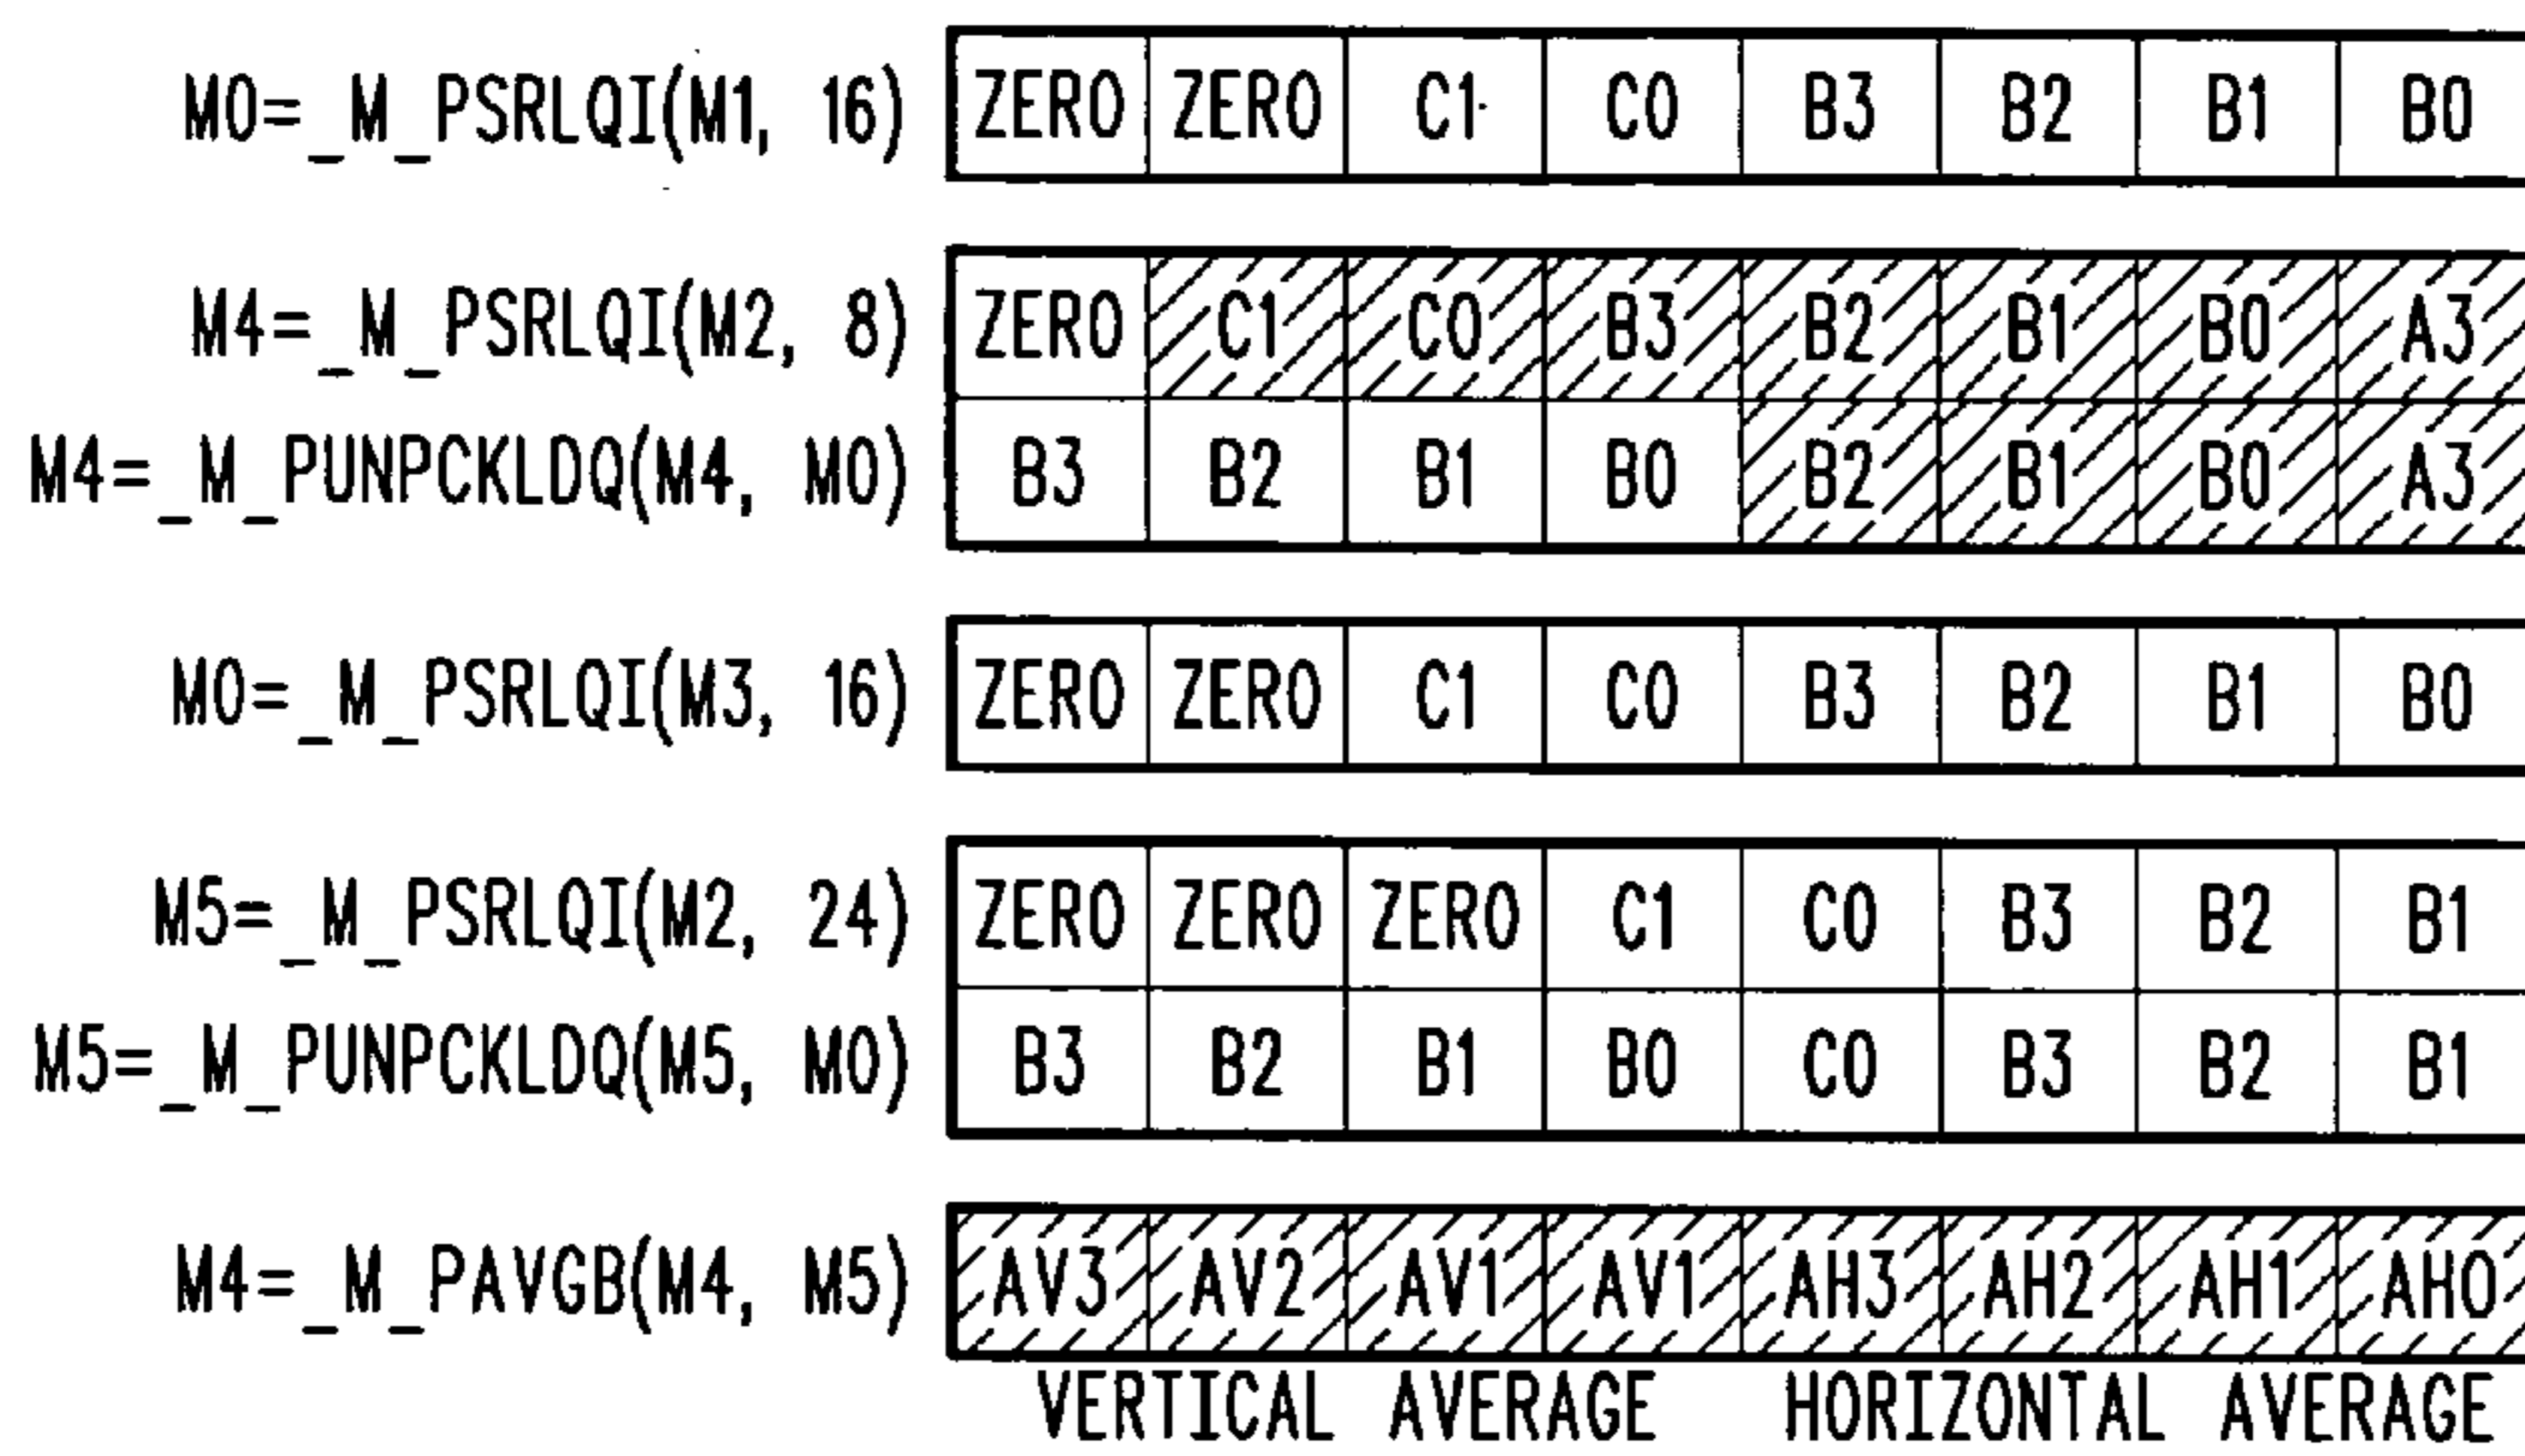 M0=_M_PSRLQI(M1, 16) ZERO ZERO C1 C0 B3 B2 B1 B0
M4=_M_PSRLQI(M2, 8) ZERO C1 C0 B3 B2 B1 B0 A3
M4=_M_PUNPCKLDQ(M4, M0) B3 B2 B1 B0 B2 B1 B0 A3
M0=_M_PSRLQI(M3, 16) ZERO ZERO C1 C0 B3 B2 B1 B0
M5=_M_PSRLQI(M2, 24) ZERO ZERO ZERO C1 C0 B3 B2 B1
M5=_M_PUNPCKLDQ(M5, M0) B3 B2 B1 B0 C0 B3 B2 B1
M4=_M_PAVGB(M4, M5) AV3 AV2 AV1 AV1 AH3 AH2 AH1 AH0
VERTICAL AVERAGE HORIZONTAL AVERAGE